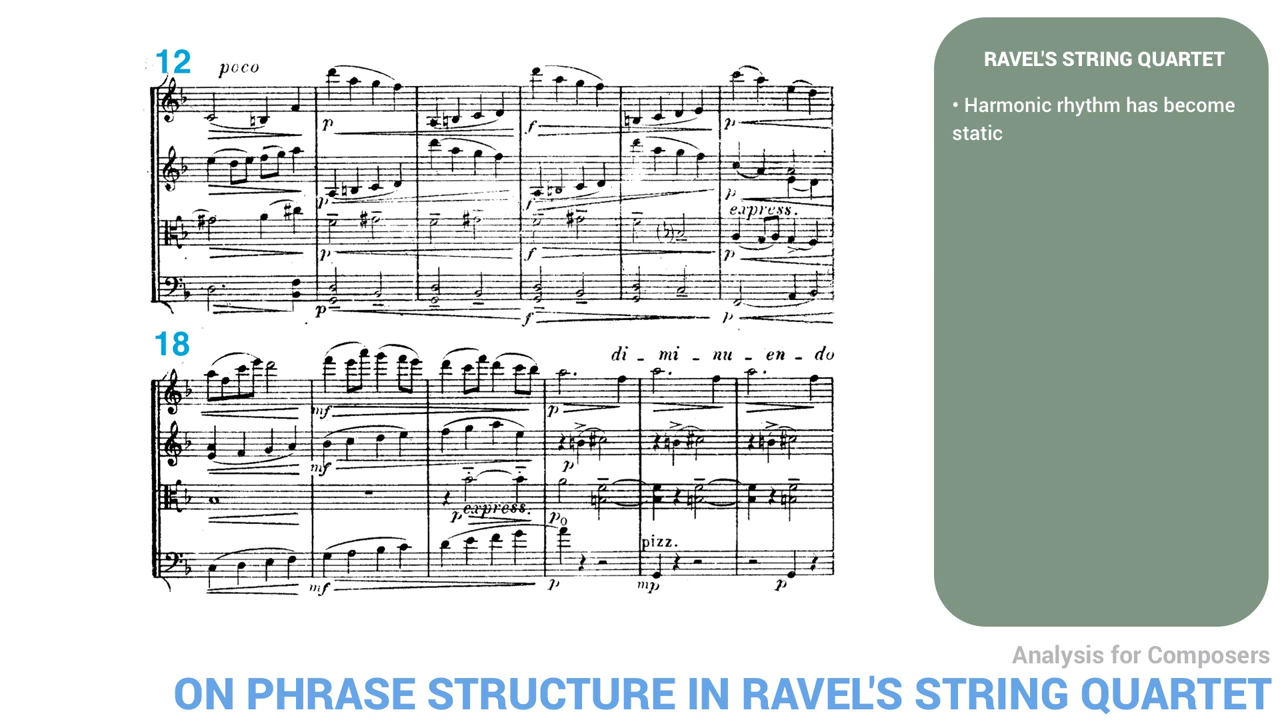 12 poco
p f p
p f p
express.
p f p
p f p
18
di - mi - nu - en - do
mf p
mf p
p express. p
pizz.
mf p mp p
RAVEL'S STRING QUARTET
• Harmonic rhythm has become
static
Analysis for Composers
ON PHRASE STRUCTURE IN RAVEL'S STRING QUARTET